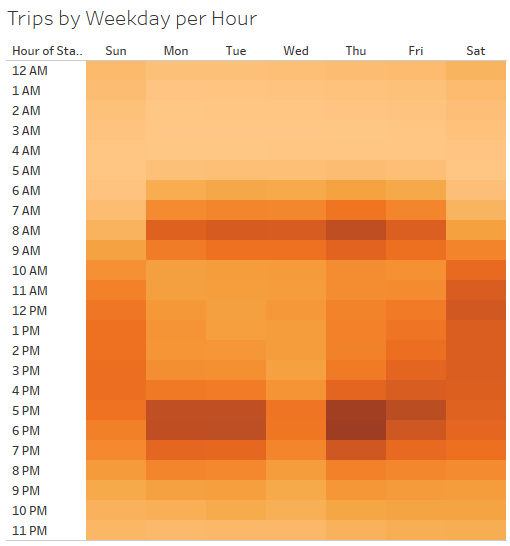 Trips by Weekday per Hour
Hour of Sta.. Sun Mon Tue Wed Thu Fri Sat
12 AM
1 AM
2 AM
3 AM
4 AM
5 AM
6 AM
7 AM
8 AM
9 AM
10 AM
11 AM
12 PM
1 PM
2 PM
3 PM
4 PM
5 PM
6 PM
7 PM
8 PM
9 PM
10 PM
11 PM